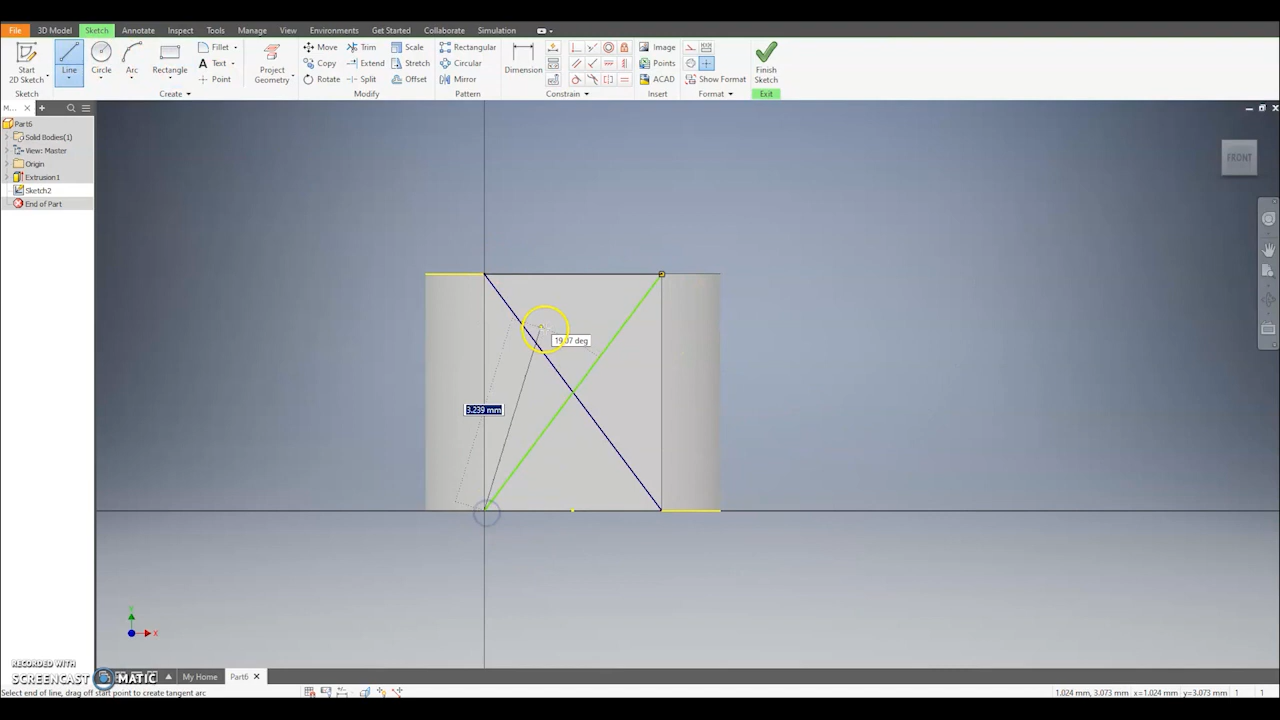 File 3D Model Sketch Annotate Inspect Tools Manage View Environments Get Started Collaborate Simulation
Start
2D Sketch
Line
Circle
Arc
Rectangle
Fillet
Text
Point
Project
Geometry
Move
Copy
Rotate
Trim
Extend
Split
Scale
Stretch
Offset
Rectangular
Circular
Mirror
Dimension
Image
Points
ACAD
Show Format
Finish
Sketch
Sketch Create Modify Pattern Constrain Insert Format Exit
M...
Part6
Solid Bodies(1)
View: Master
Origin
Extrusion1
Sketch2
End of Part
FRONT
19.07 deg
3.239 mm
Y
X
RECORDED WITH
SCREENCAST MATIC
My Home Part6
Select end of line, drag off start point to create tangent arc
1.024 mm, 3.073 mm x=1.024 mm y=3.073 mm 1 1